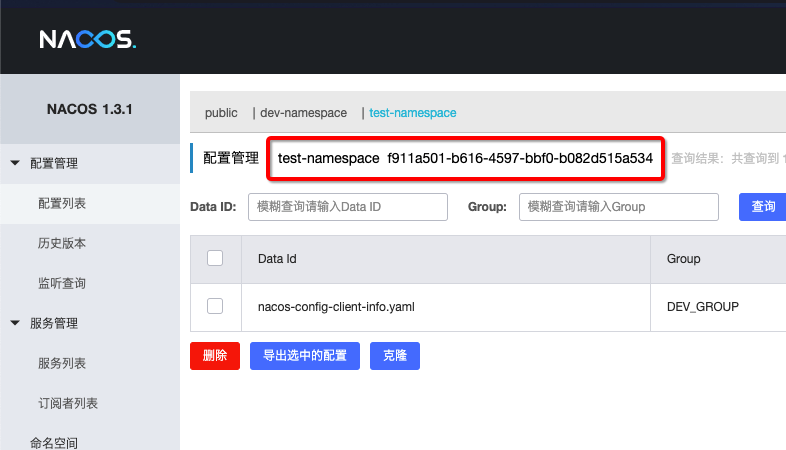 NACOS.
NACOS 1.3.1
public | dev-namespace | test-namespace
配置管理 test-namespace f911a501-b616-4597-bbf0-b082d515a534 查询结果：共查询到
Data ID: 模糊查询请输入Data ID Group: 模糊查询请输入Group 查询
Data Id Group
nacos-config-client-info.yaml DEV_GROUP
删除 导出选中的配置 克隆
配置管理
配置列表
历史版本
监听查询
服务管理
服务列表
订阅者列表
命名空间